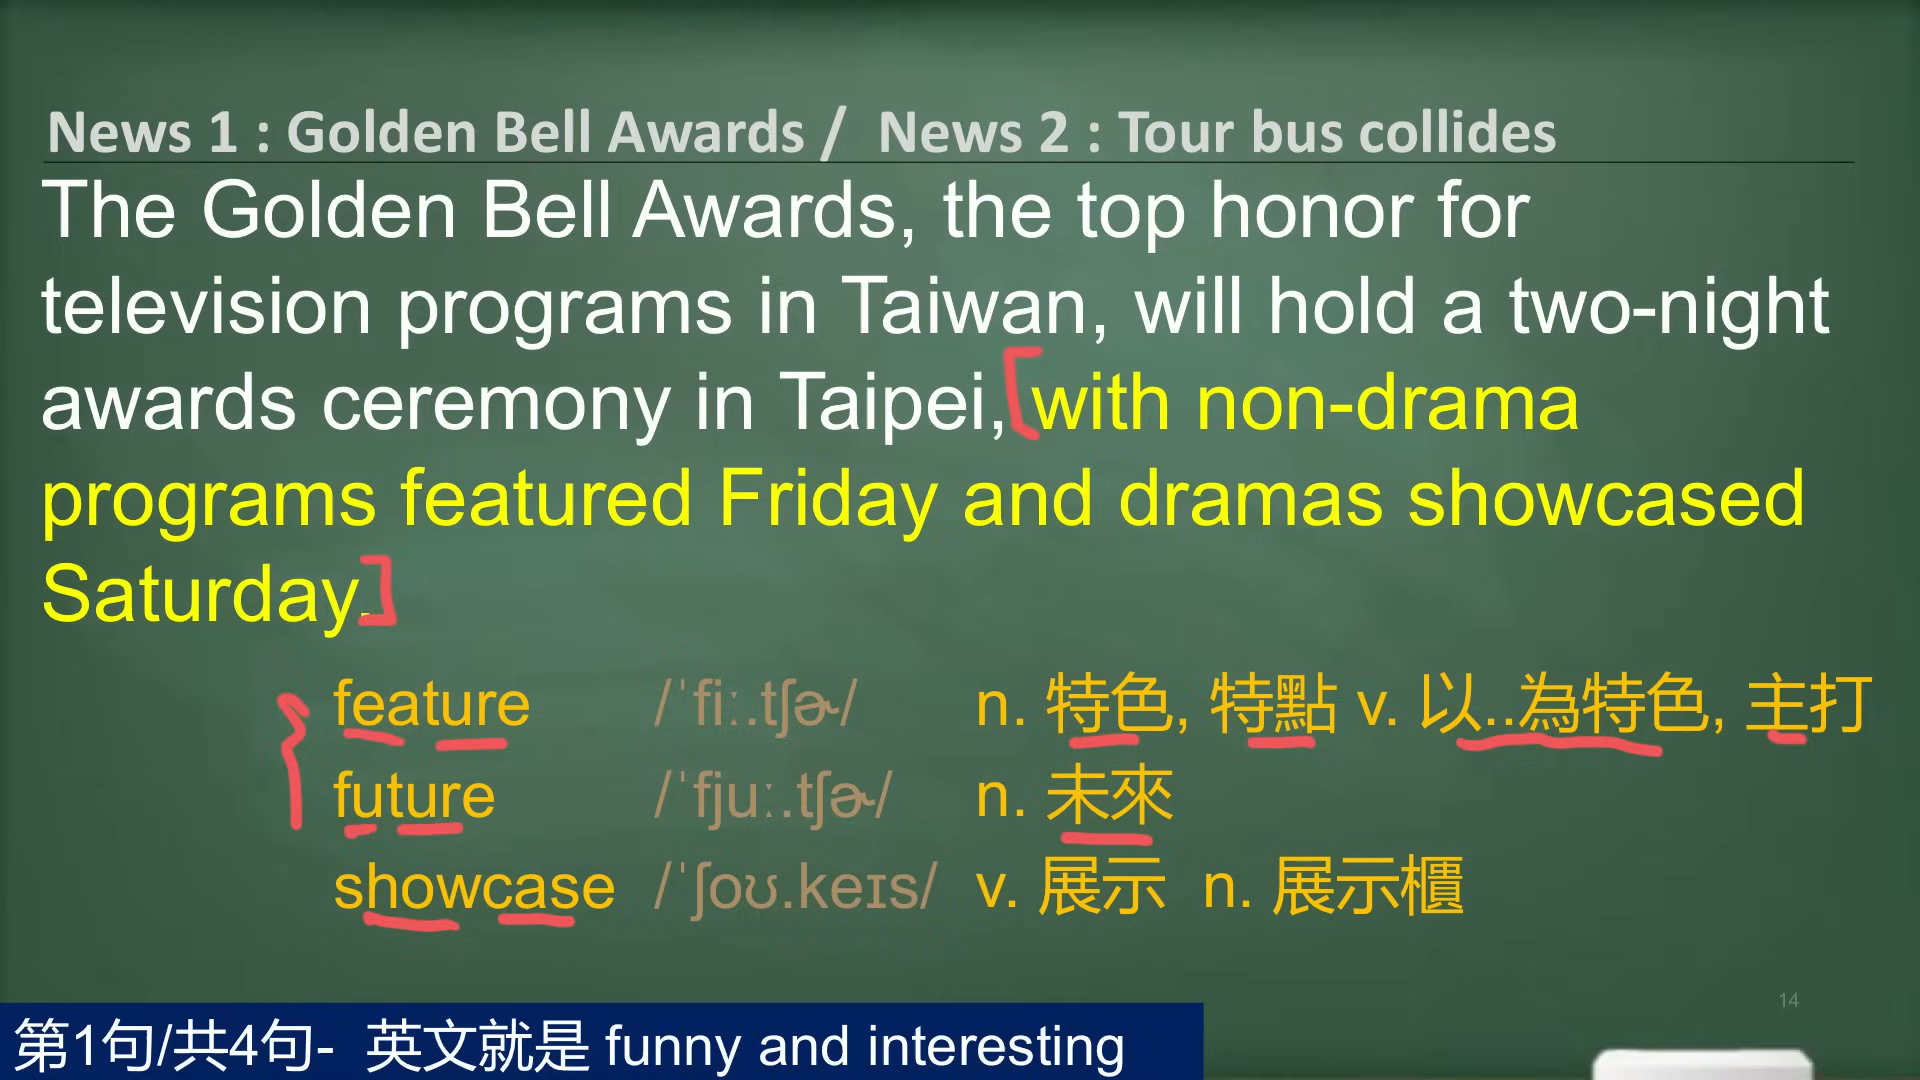 News 1 : Golden Bell Awards /  News 2 : Tour bus collides
The Golden Bell Awards, the top honor for
television programs in Taiwan, will hold a two-night
awards ceremony in Taipei, with non-drama
programs featured Friday and dramas showcased
Saturday.
feature /ˈfiː.tʃɚ/ n. 特色, 特點 v. 以..為特色, 主打
future /ˈfjuː.tʃɚ/ n. 未來
showcase /ˈʃoʊ.keɪs/ v. 展示 n. 展示櫃
14
第1句/共4句- 英文就是 funny and interesting